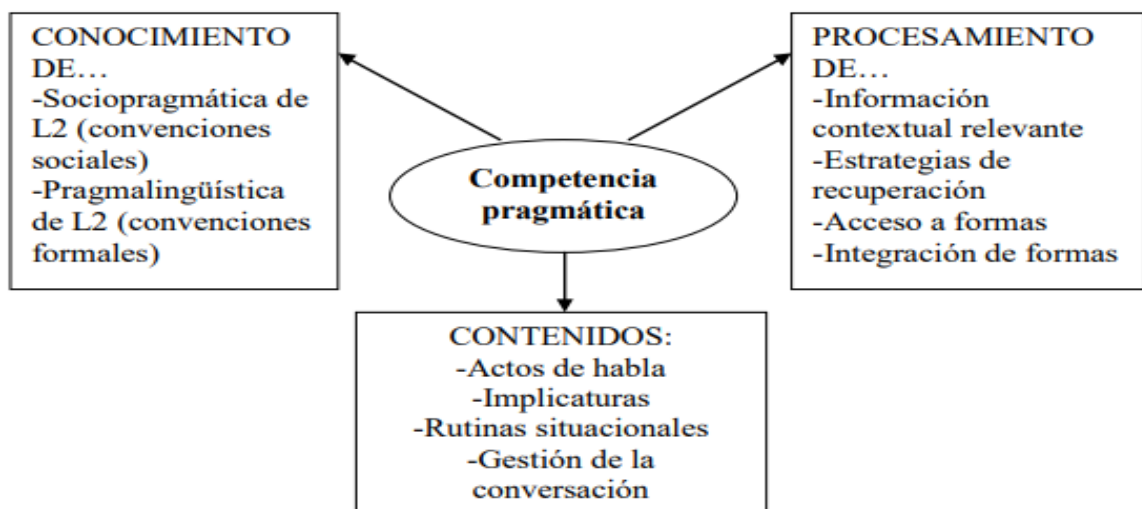 CONOCIMIENTO
DE…
-Sociopragmática de
L2 (convenciones
sociales)
-Pragmalingüística
de L2 (convenciones
formales)
Competencia
pragmática
PROCESAMIENTO
DE…
-Información
contextual relevante
-Estrategias de
recuperación
-Acceso a formas
-Integración de formas
CONTENIDOS:
-Actos de habla
-Implicaturas
-Rutinas situacionales
-Gestión de la
conversación